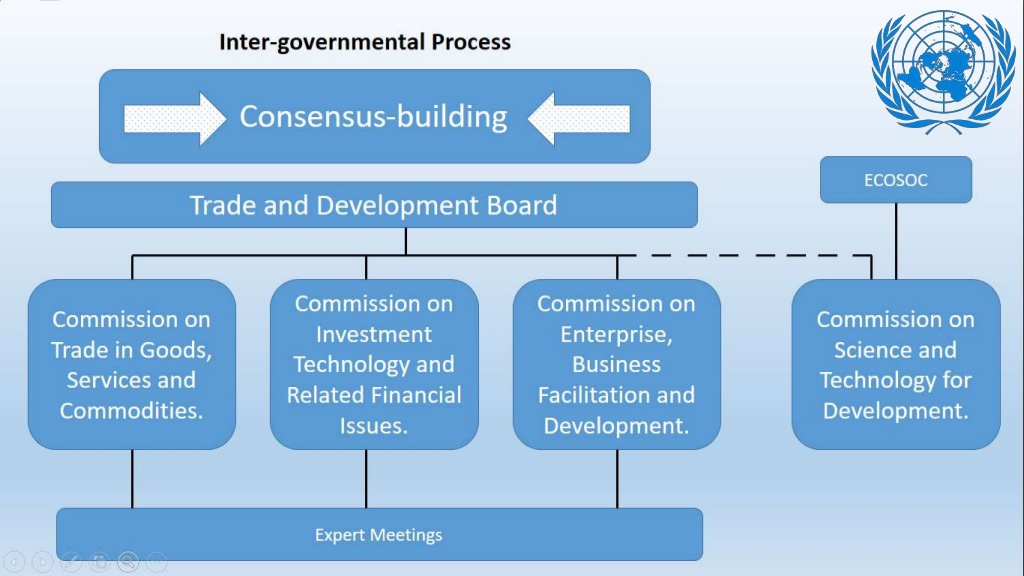 Inter-governmental Process
Consensus-building
Trade and Development Board
ECOSOC
Commission on
Trade in Goods,
Services and
Commodities.
Commission on
Investment
Technology and
Related Financial
Issues.
Commission on
Enterprise,
Business
Facilitation and
Development.
Commission on
Science and
Technology for
Development.
Expert Meetings